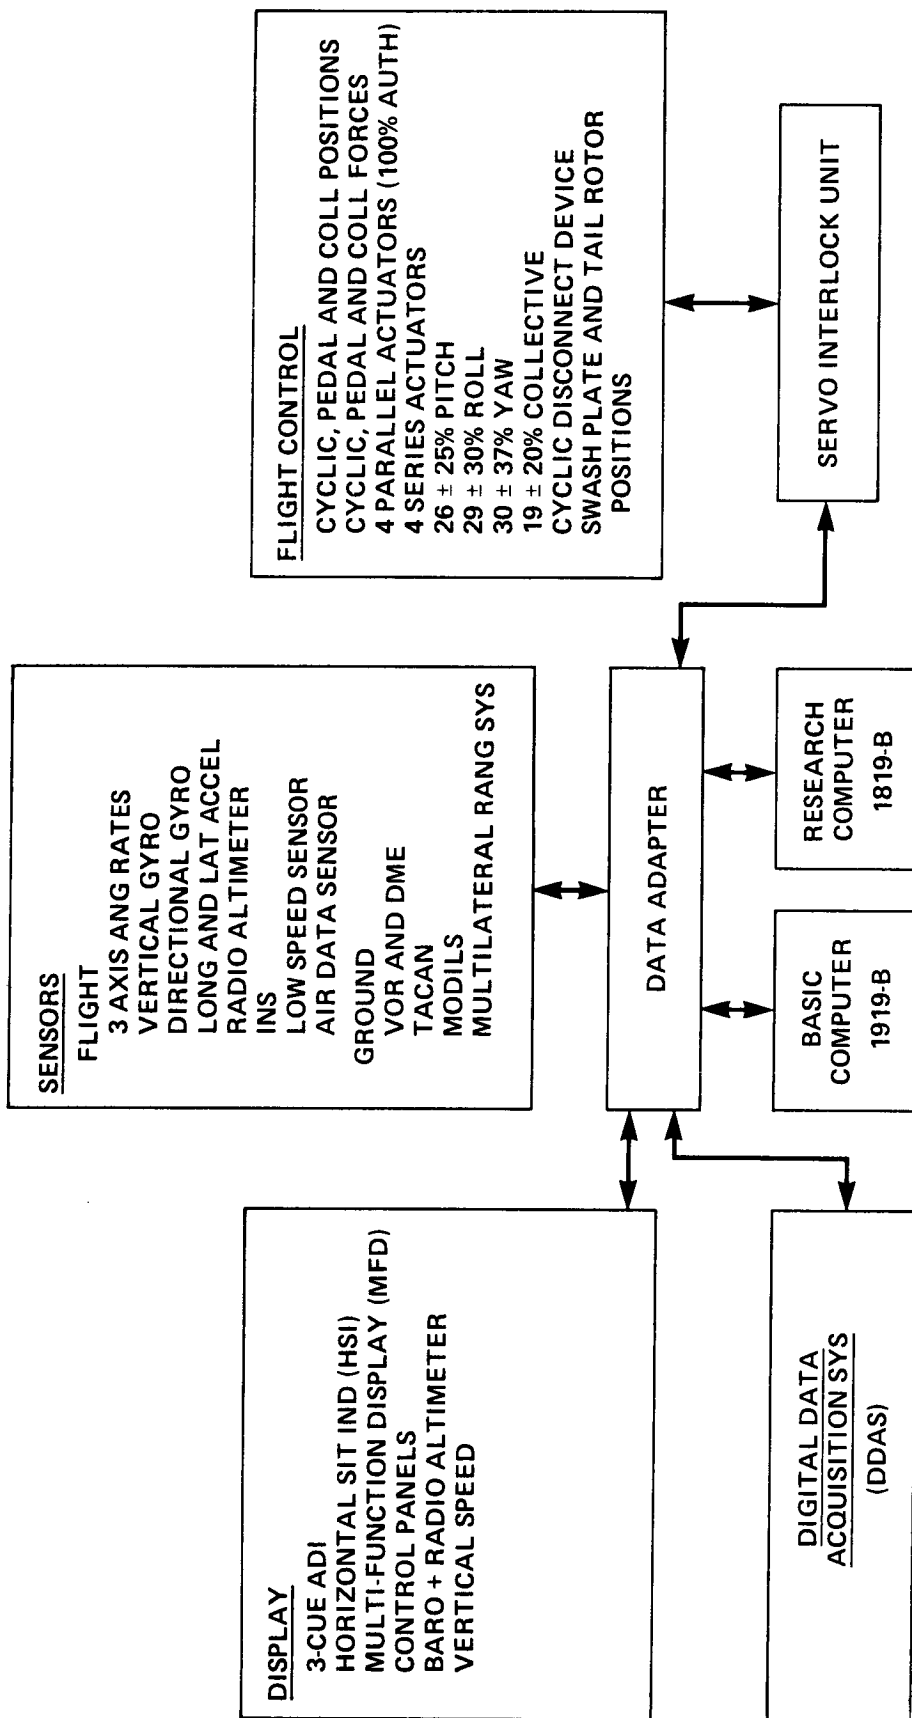 DISPLAY
3-CUE ADI
HORIZONTAL SIT IND (HSI)
MULTI-FUNCTION DISPLAY (MFD)
CONTROL PANELS
BARO + RADIO ALTIMETER
VERTICAL SPEED
SENSORS
FLIGHT
3 AXIS ANG RATES
VERTICAL GYRO
DIRECTIONAL GYRO
LONG AND LAT ACCEL
RADIO ALTIMETER
INS
LOW SPEED SENSOR
AIR DATA SENSOR
GROUND
VOR AND DME
TACAN
MODILS
MULTILATERAL RANG SYS
FLIGHT CONTROL
CYCLIC, PEDAL AND COLL POSITIONS
CYCLIC, PEDAL AND COLL FORCES
4 PARALLEL ACTUATORS (100% AUTH)
4 SERIES ACTUATORS
26 ± 25% PITCH
29 ± 30% ROLL
30 ± 37% YAW
19 ± 20% COLLECTIVE
CYCLIC DISCONNECT DEVICE
SWASH PLATE AND TAIL ROTOR
POSITIONS
DATA ADAPTER
DIGITAL DATA
ACQUISITION SYS
(DDAS)
BASIC
COMPUTER
1919-B
RESEARCH
COMPUTER
1819-B
SERVO INTERLOCK UNIT